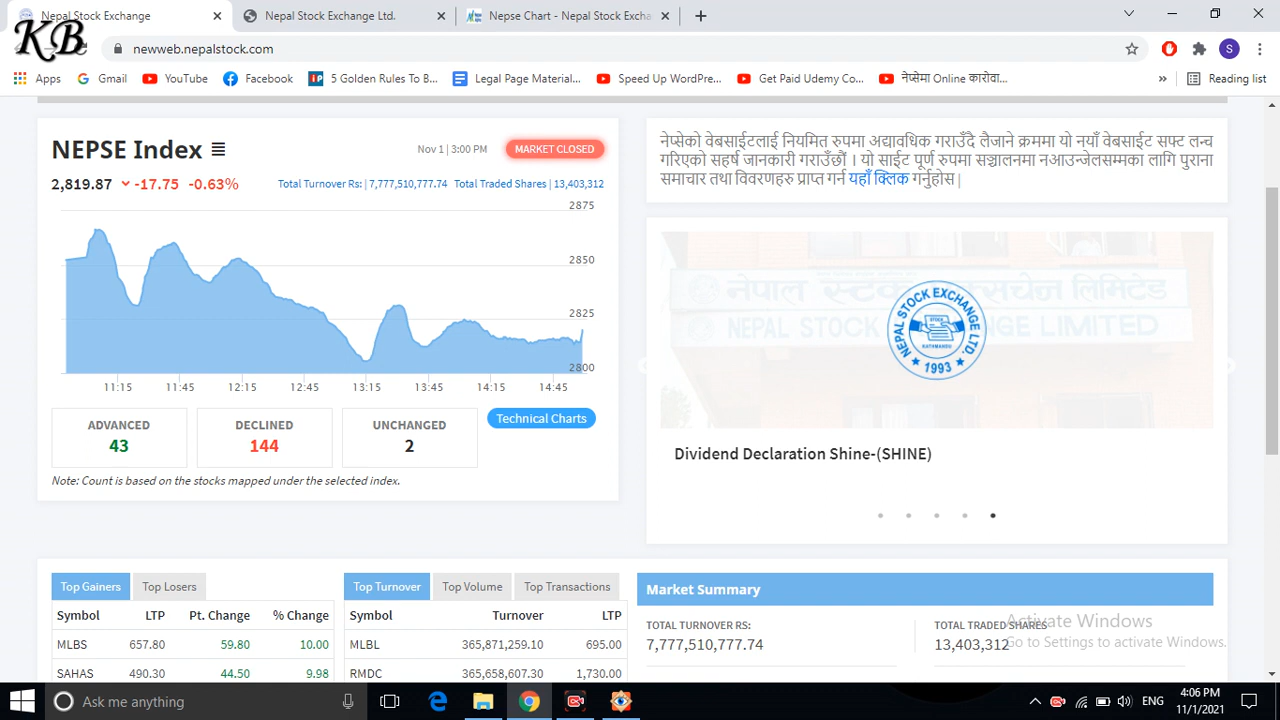 Nepal Stock Exchange
Nepal Stock Exchange Ltd.
Nepse Chart - Nepal Stock Excha
KB
newweb.nepalstock.com
S
Apps
Gmail
YouTube
Facebook
5 Golden Rules To B...
Legal Page Material...
Speed Up WordPre...
Get Paid Udemy Co...
नेप्सेमा Online कारोवा...
»
Reading list
NEPSE Index
Nov 1 | 3:00 PM
MARKET CLOSED
2,819.87 -17.75 -0.63%
Total Turnover Rs: | 7,777,510,777.74 Total Traded Shares | 13,403,312
2875
2850
2825
2800
11:15 11:45 12:15 12:45 13:15 13:45 14:15 14:45
ADVANCED
43
DECLINED
144
UNCHANGED
2
Technical Charts
Note: Count is based on the stocks mapped under the selected index.
नेप्सेको वेबसाईटलाई नियमित रुपमा अद्यावधिक गराउँदै लैजाने क्रममा यो नयाँ वेबसाईट सफ्ट लन्च
गरिएको सहर्ष जानकारी गराउँछौं । यो साईट पूर्ण रुपमा सञ्चालनमा नआउन्जेलसम्मका लागि पुराना
समाचार तथा विवरणहरु प्राप्त गर्न यहाँ क्लिक गर्नुहोस |
नेपाल स्टक एक्सचेन्ज लिमिटेड
NEPAL STOCK EXCHANGE LIMITED
NEPAL STOCK EXCHANGE LTD.
STOCK
KATHMANDU
1993
Dividend Declaration Shine-(SHINE)
Top Gainers Top Losers
Symbol LTP Pt. Change % Change
MLBS 657.80 59.80 10.00
SAHAS 490.30 44.50 9.98
Top Turnover Top Volume Top Transactions
Symbol Turnover LTP
MLBL 365,871,259.10 695.00
RMDC 365,658,607.30 1,730.00
Market Summary
TOTAL TURNOVER RS:
7,777,510,777.74
TOTAL TRADED SHARES
13,403,312
Activate Windows
Go to Settings to activate Windows.
Ask me anything
ENG
4:06 PM
11/1/2021